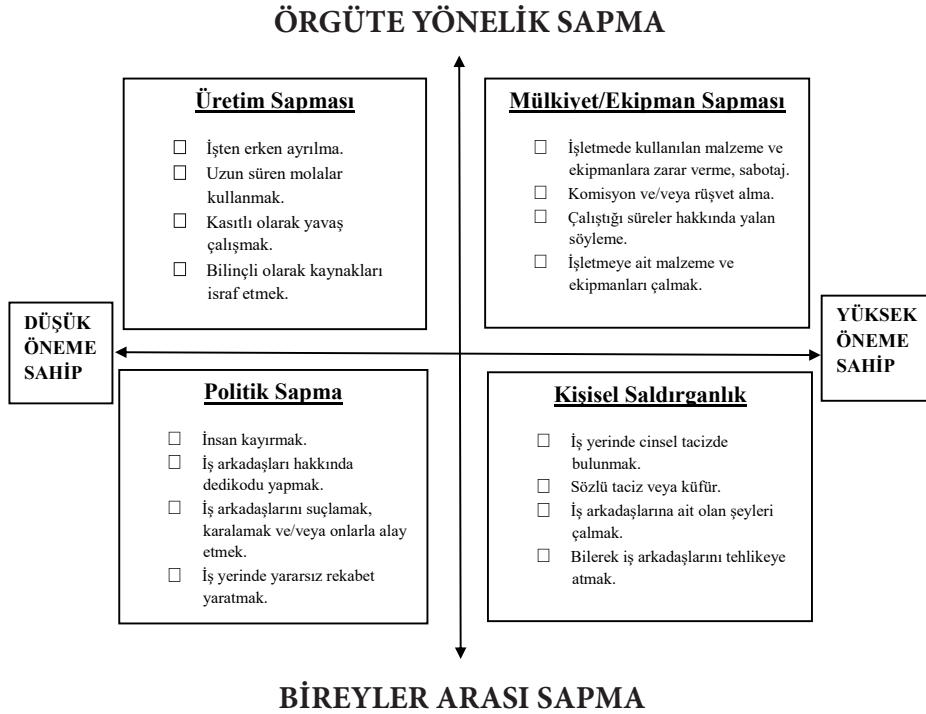 ÖRGÜTE YÖNELİK SAPMA
Üretim Sapması
☐ İşten erken ayrılma.
☐ Uzun süren molalar
kullanmak.
☐ Kasıtlı olarak yavaş
çalışmak.
☐ Bilinçli olarak kaynakları
israf etmek.
Mülkiyet/Ekipman Sapması
☐ İşletmede kullanılan malzeme ve
ekipmanlara zarar verme, sabotaj.
☐ Komisyon ve/veya rüşvet alma.
☐ Çalıştığı süreler hakkında yalan
söyleme.
☐ İşletmeye ait malzeme ve
ekipmanları çalmak.
DÜŞÜK
ÖNEME
SAHİP
YÜKSEK
ÖNEME
SAHİP
Politik Sapma
☐ İnsan kayırmak.
☐ İş arkadaşları hakkında
dedikodu yapmak.
☐ İş arkadaşlarını suçlamak,
karalamak ve/veya onlarla alay
etmek.
☐ İş yerinde yararsız rekabet
yaratmak.
Kişisel Saldırganlık
☐ İş yerinde cinsel tacizde
bulunmak.
☐ Sözlü taciz veya küfür.
☐ İş arkadaşlarına ait olan şeyleri
çalmak.
☐ Bilerek iş arkadaşlarını tehlikeye
atmak.
BİREYLER ARASI SAPMA